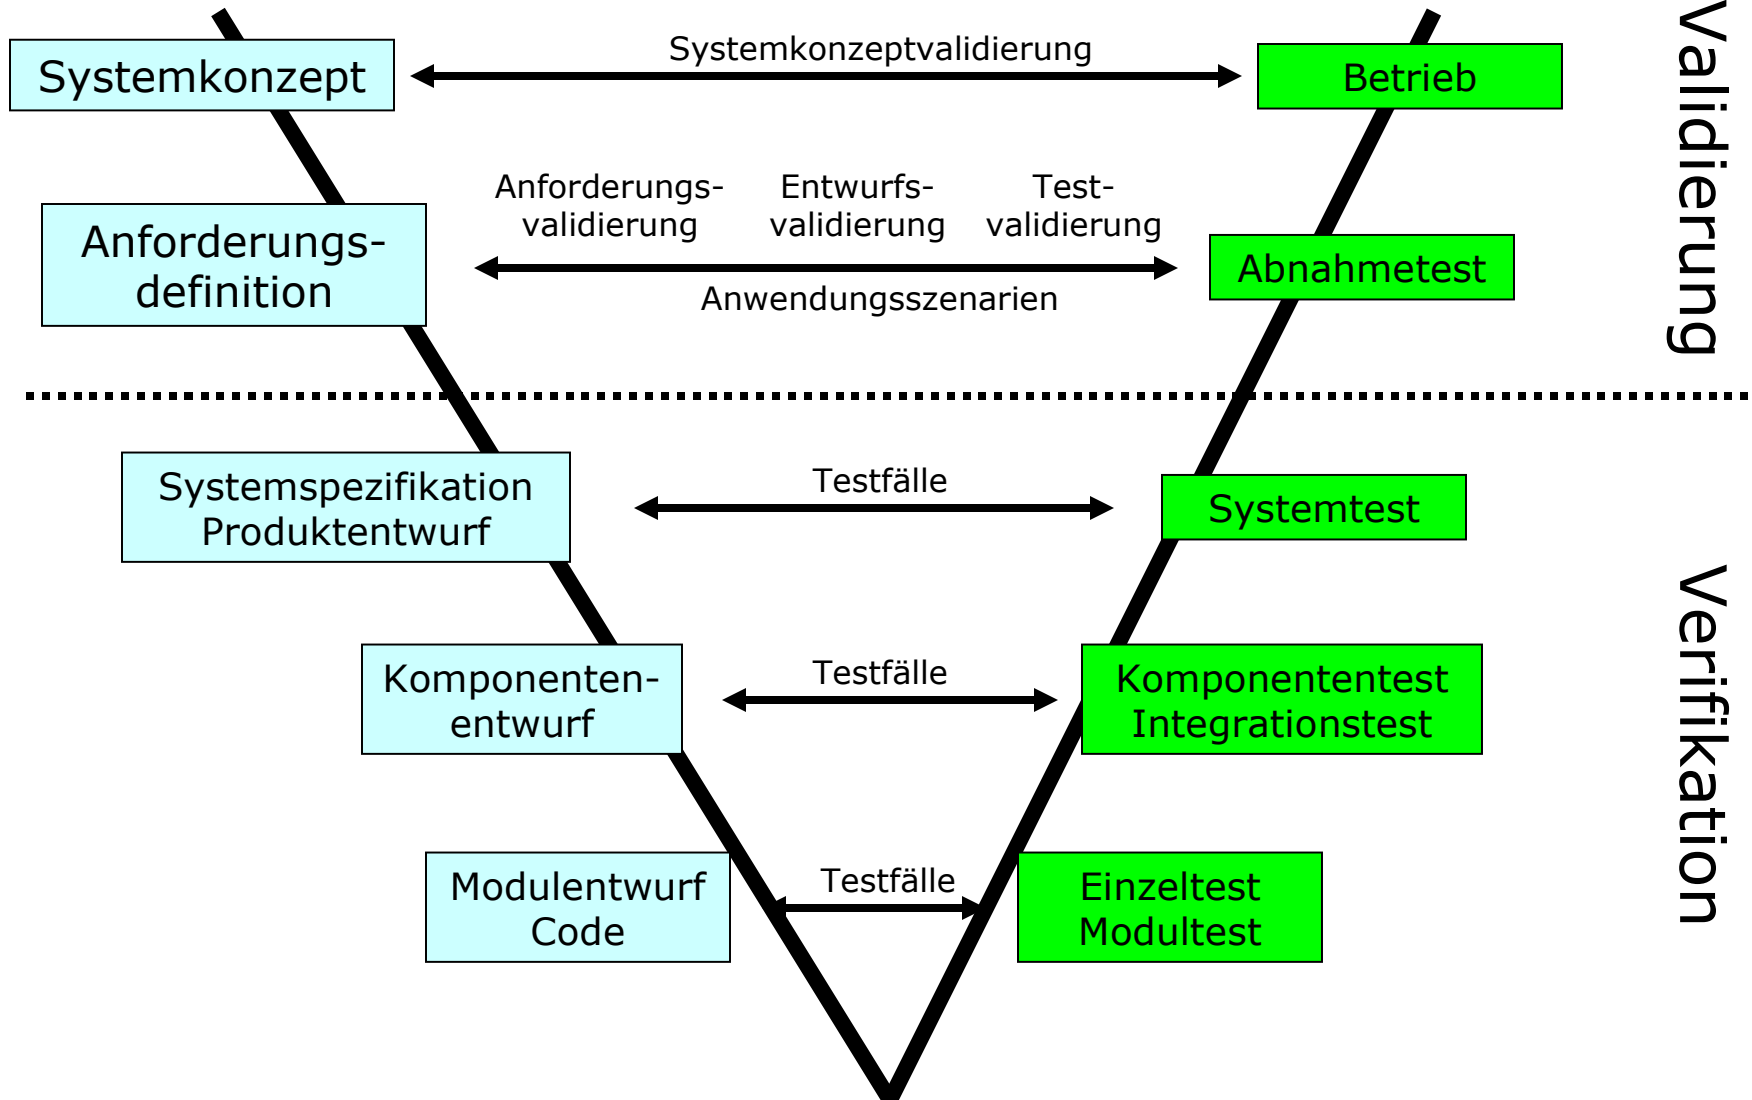 Systemkonzept
Systemkonzeptvalidierung
Betrieb
Validierung
Anforderungs-
validierung
Entwurfs-
validierung
Test-
validierung
Anforderungs-
definition
Anwendungsszenarien
Abnahmetest
Systemspezifikation
Produktentwurf
Testfälle
Systemtest
Verifikation
Komponenten-
entwurf
Testfälle
Komponententest
Integrationstest
Modulentwurf
Code
Testfälle
Einzeltest
Modultest